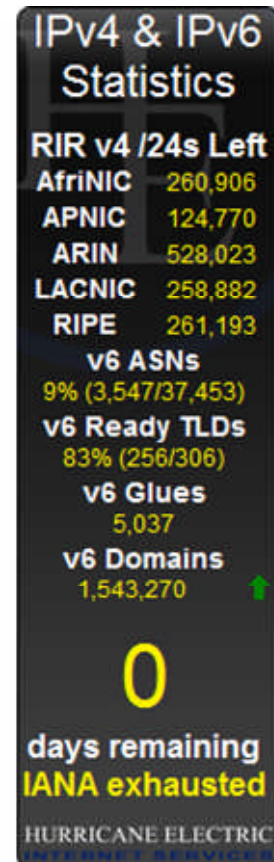 IPv4 & IPv6
Statistics
RIR v4 /24s Left
AfriNIC 260,906
APNIC 124,770
ARIN 528,023
LACNIC 258,882
RIPE 261,193
v6 ASNs
9% (3,547/37,453)
v6 Ready TLDs
83% (256/306)
v6 Glues
5,037
v6 Domains
1,543,270
0
days remaining
IANA exhausted
HURRICANE ELECTRIC
INTERNET SERVICES